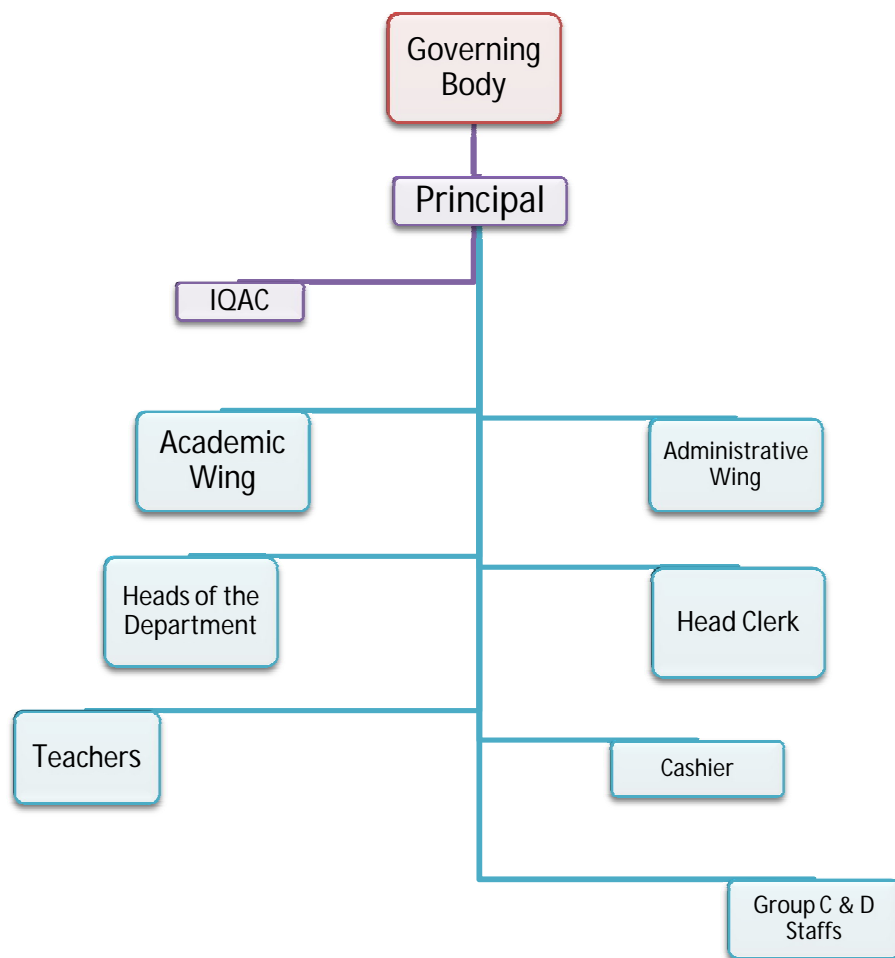 Governing
Body
Principal
IQAC
Academic
Wing
Administrative
Wing
Heads of the
Department
Head Clerk
Teachers
Cashier
Group C & D
Staffs